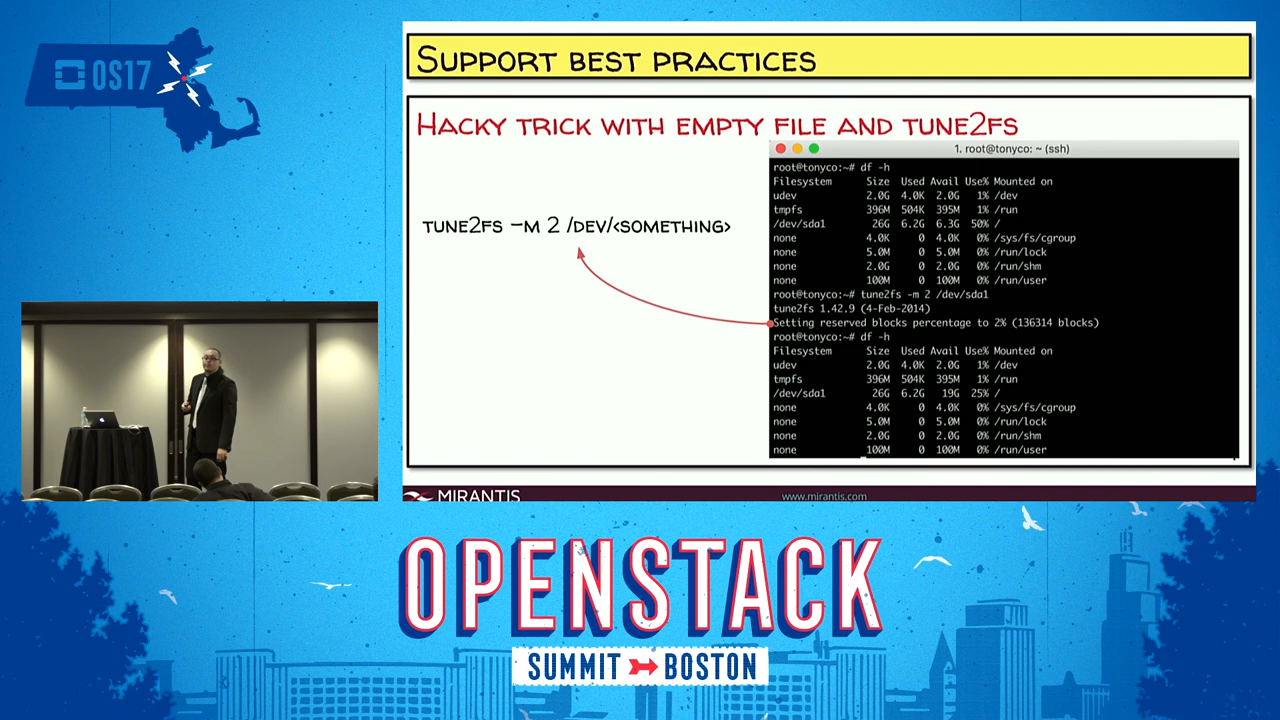 OS17
SUPPORT BEST PRACTICES
HACKY TRICK WITH EMPTY FILE AND TUNE2FS
TUNE2FS -M 2 /DEV/<SOMETHING>
1. root@tonyco: ~ (ssh)
root@tonyco:~# df -h
Filesystem Size Used Avail Use% Mounted on
udev 2.0G 4.0K 2.0G 1% /dev
tmpfs 396M 504K 395M 1% /run
/dev/sda1 26G 6.2G 6.3G 50% /
none 4.0K 0 4.0K 0% /sys/fs/cgroup
none 5.0M 0 5.0M 0% /run/lock
none 2.0G 0 2.0G 0% /run/shm
none 100M 0 100M 0% /run/user
root@tonyco:~# tune2fs -m 2 /dev/sda1
tune2fs 1.42.9 (4-Feb-2014)
Setting reserved blocks percentage to 2% (136314 blocks)
root@tonyco:~# df -h
Filesystem Size Used Avail Use% Mounted on
udev 2.0G 4.0K 2.0G 1% /dev
tmpfs 396M 504K 395M 1% /run
/dev/sda1 26G 6.2G 19G 25% /
none 4.0K 0 4.0K 0% /sys/fs/cgroup
none 5.0M 0 5.0M 0% /run/lock
none 2.0G 0 2.0G 0% /run/shm
none 100M 0 100M 0% /run/user
MIRANTIS
www.mirantis.com
OPENSTACK
SUMMIT BOSTON